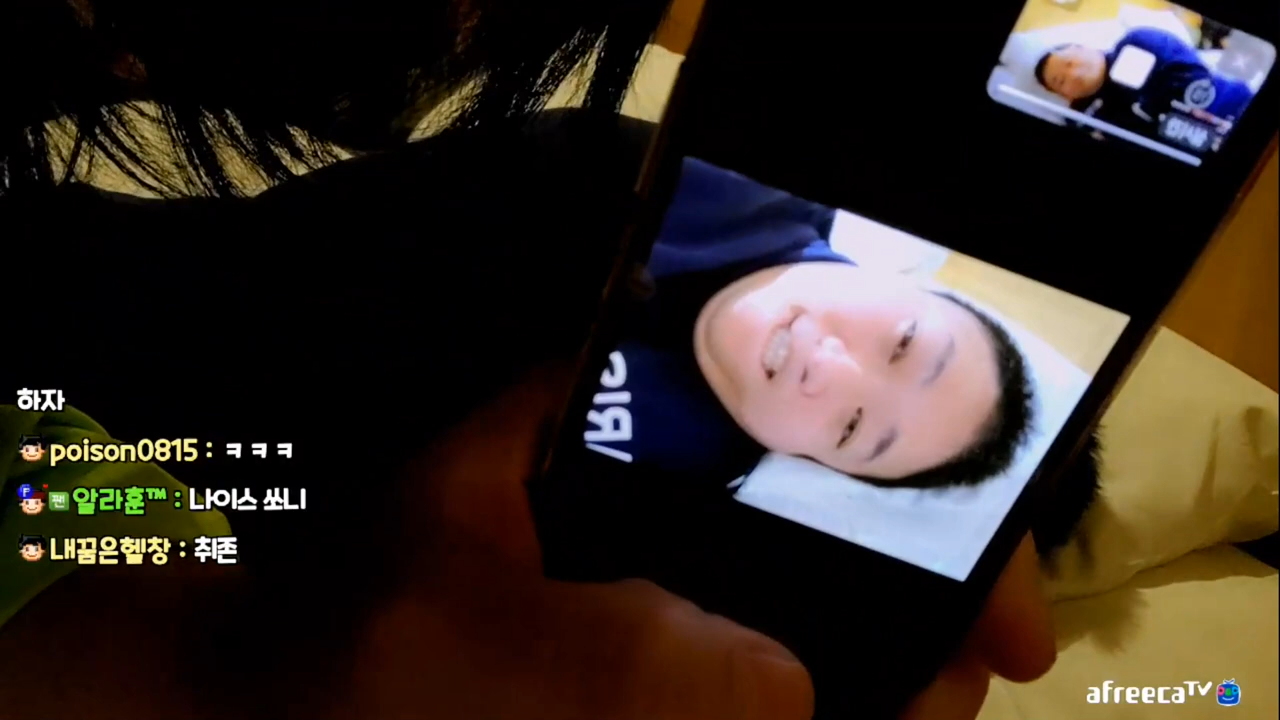 하자
poison0815 : ㅋ ㅋ ㅋ
F 팬 알라훈™ : 나이스 쏘니
내꿈은헬창 : 취존
afreecaTV